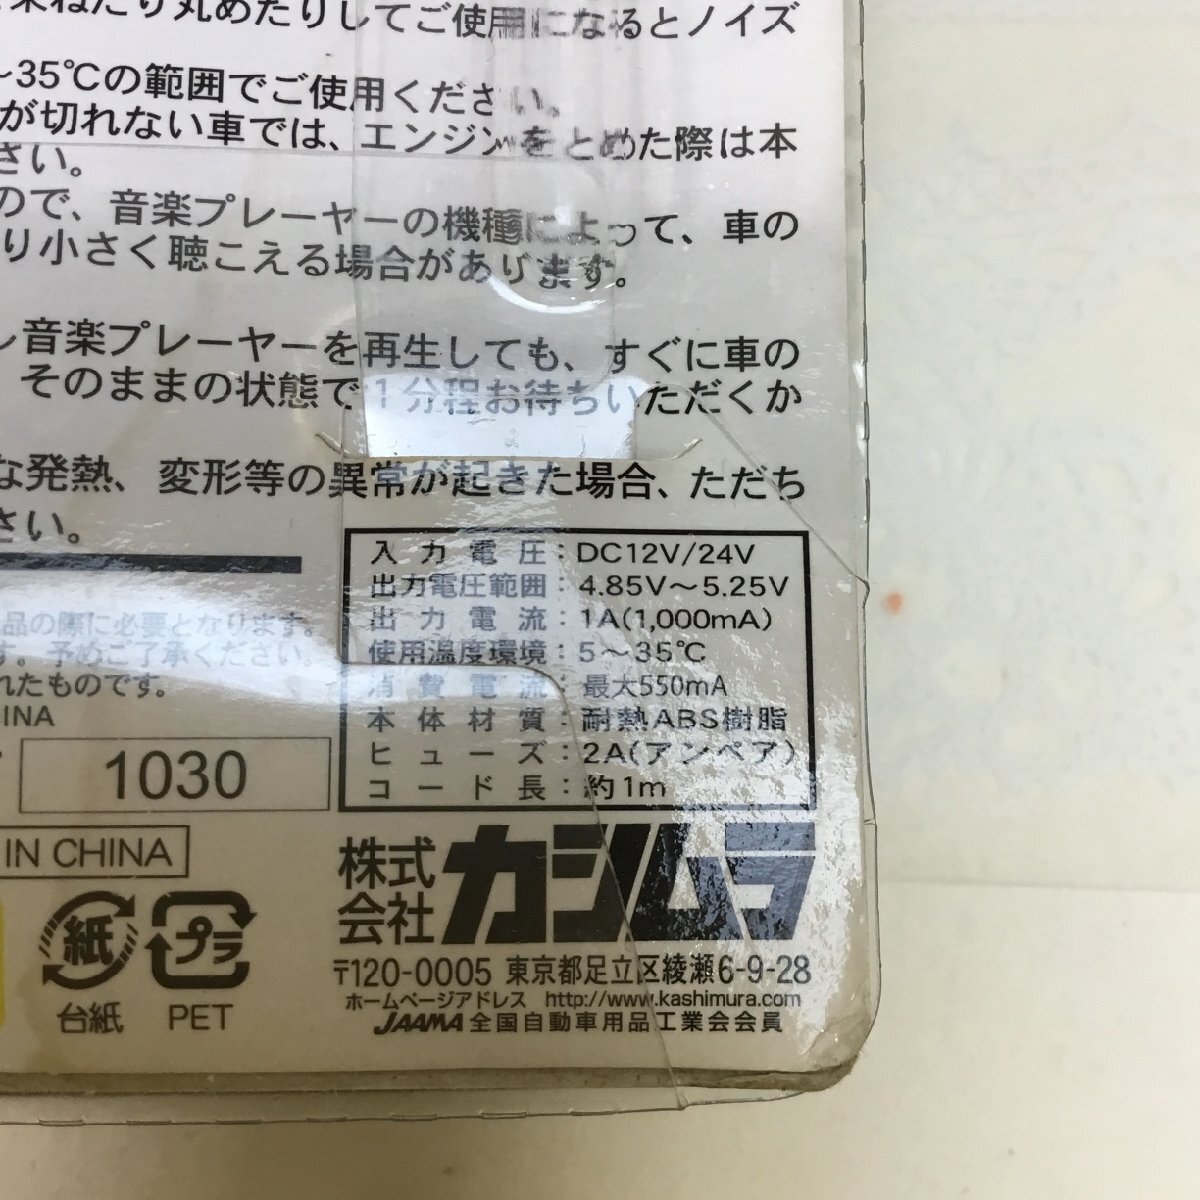 束ねたり丸めたりしてご使用になるとノイズ
～35℃の範囲でご使用ください。
が切れない車では、エンジンをとめた際は本
さい。
ので、音楽プレーヤーの機種によって、車の
り小さく聴こえる場合があります。
し音楽プレーヤーを再生しても、すぐに車の
そのままの状態で1分程お待ちいただくか
な発熱、変形等の異常が起きた場合、ただち
さい。
品の際に必要となります。
す。予めご了承ください。
れたものです。
INA
1030
IN CHINA
紙
台紙
プラ
PET
入力電圧：DC12V/24V
出力電圧範囲：4.85V～5.25V
出力電流：1A(1,000mA)
使用温度環境：5～35℃
消費電流：最大550mA
本体材質：耐熱ABS樹脂
ヒューズ：2A(アンペア)
コード長：約1m
株式会社 カシムラ
〒120-0005 東京都足立区綾瀬6-9-28
ホームページアドレス http://www.kashimura.com
JAAMA 全国自動車用品工業会会員